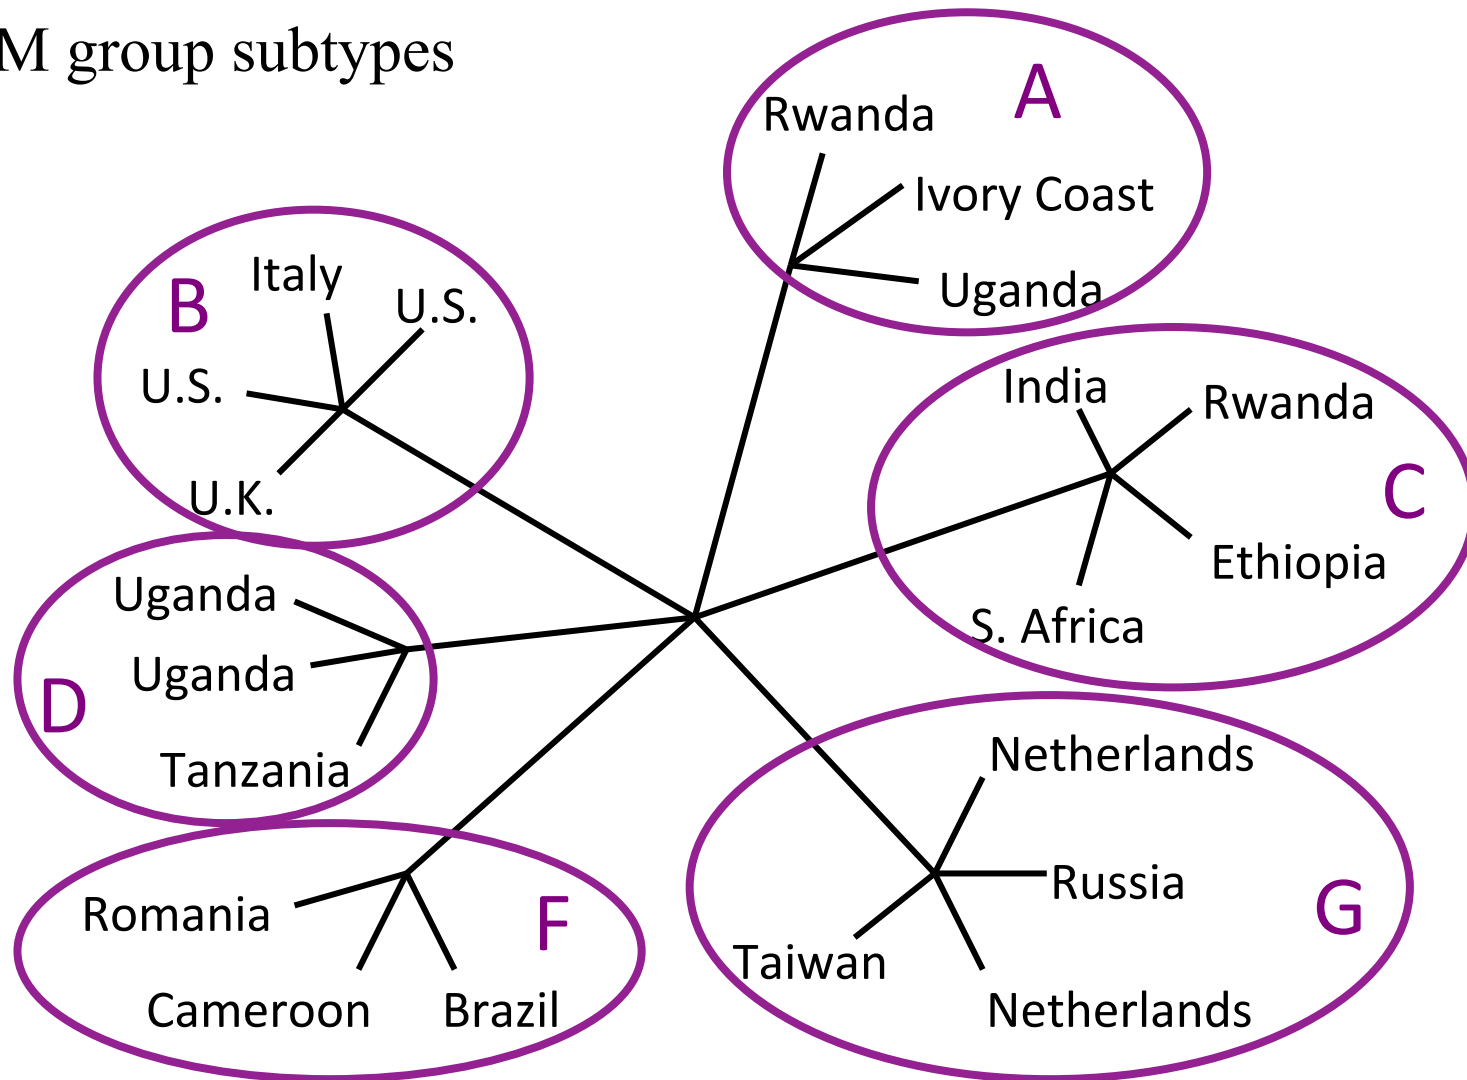 M group subtypes
A
Rwanda
Ivory Coast
Uganda
B
Italy
U.S.
U.S.
U.K.
C
India
Rwanda
Ethiopia
S. Africa
D
Uganda
Uganda
Tanzania
F
Romania
Cameroon
Brazil
G
Netherlands
Russia
Taiwan
Netherlands